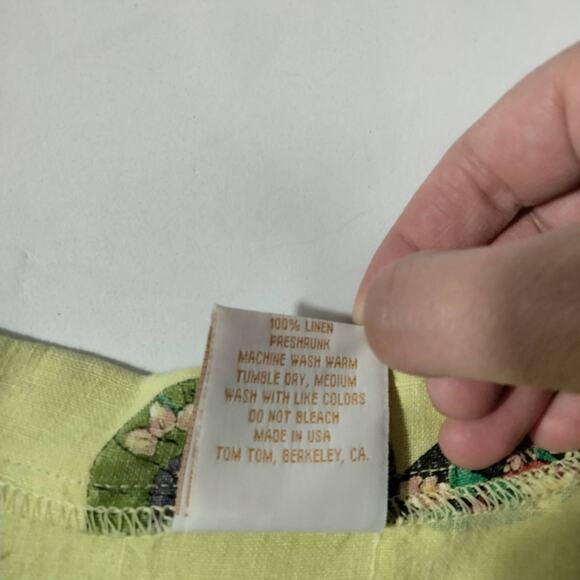 100% LINEN
PRESHRUNK
MACHINE WASH WARM
TUMBLE DRY, MEDIUM
WASH WITH LIKE COLORS
DO NOT BLEACH
MADE IN USA
TOM TOM, BERKELEY, CA.